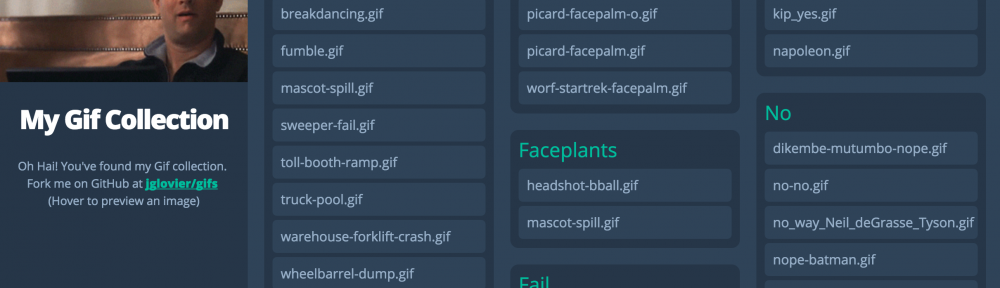 My Gif Collection
Oh Hai! You've found my Gif collection.
Fork me on GitHub at jglovier/gifs
(Hover to preview an image)
breakdancing.gif
fumble.gif
mascot-spill.gif
sweeper-fail.gif
toll-booth-ramp.gif
truck-pool.gif
warehouse-forklift-crash.gif
wheelbarrel-dump.gif
picard-facepalm-o.gif
picard-facepalm.gif
worf-startrek-facepalm.gif
Faceplants
headshot-bball.gif
mascot-spill.gif
Fail
kip_yes.gif
napoleon.gif
No
dikembe-mutumbo-nope.gif
no-no.gif
no_way_Neil_deGrasse_Tyson.gif
nope-batman.gif